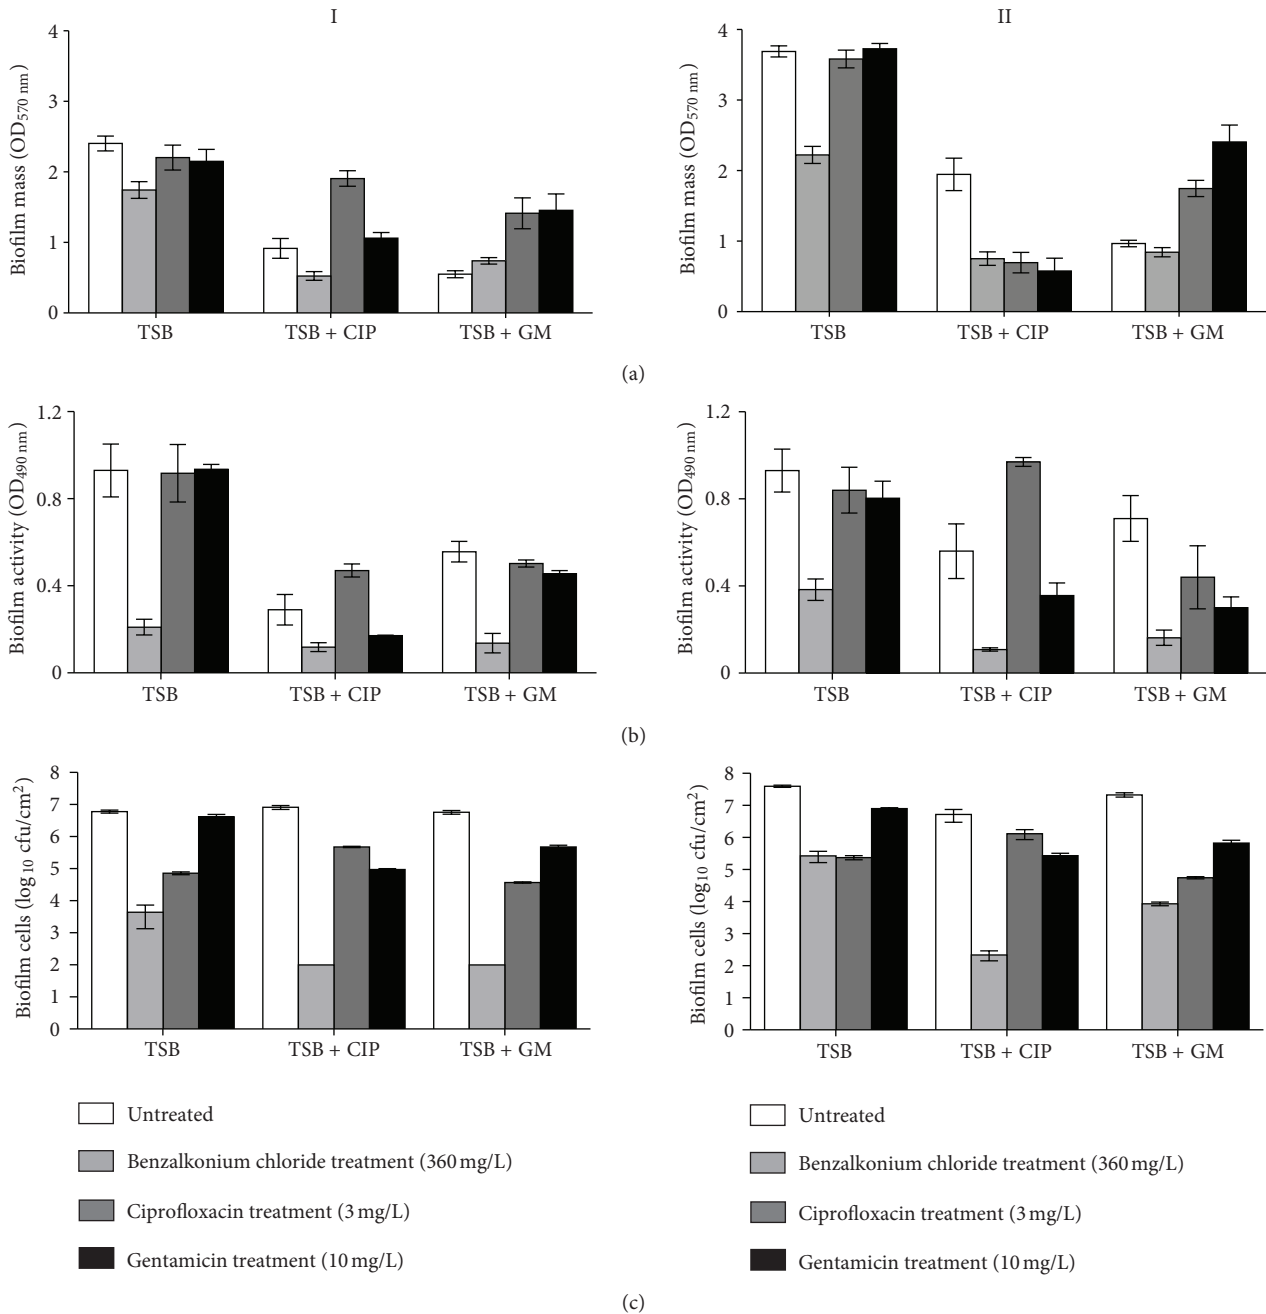 I
II
Biofilm mass (OD570 nm)
4
3
2
1
0
TSB
TSB + CIP
TSB + GM
Biofilm mass (OD570 nm)
4
3
2
1
0
TSB
TSB + CIP
TSB + GM
(a)
Biofilm activity (OD490 nm)
1.2
0.8
0.4
0
TSB
TSB + CIP
TSB + GM
Biofilm activity (OD490 nm)
1.2
0.8
0.4
0
TSB
TSB + CIP
TSB + GM
(b)
Biofilm cells (log10 cfu/cm2)
8
7
6
5
4
3
2
1
0
TSB
TSB + CIP
TSB + GM
Biofilm cells (log10 cfu/cm2)
8
7
6
5
4
3
2
1
0
TSB
TSB + CIP
TSB + GM
Untreated
Benzalkonium chloride treatment (360 mg/L)
Ciprofloxacin treatment (3 mg/L)
Gentamicin treatment (10 mg/L)
Untreated
Benzalkonium chloride treatment (360 mg/L)
Ciprofloxacin treatment (3 mg/L)
Gentamicin treatment (10 mg/L)
(c)